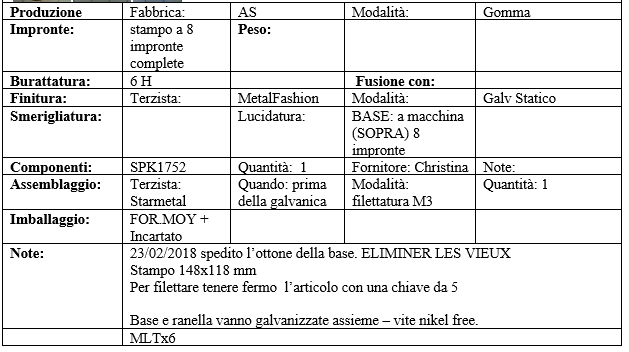 Produzione Fabbrica: AS Modalità: Gomma
Impronte: stampo a 8 Peso:
impronte
complete
Burattatura: 6 H Fusione con:
Finitura: Terzista: MetalFashion Modalità: Galv Statico
Smerigliatura: Lucidatura: BASE: a macchina
(SOPRA) 8
impronte
Componenti: SPK1752 Quantità: 1 Fornitore: Christina Note:
Assemblaggio: Terzista: Quando: prima Modalità: Quantità: 1
Starmetal della galvanica filettatura M3
Imballaggio: FOR.MOY +
Incartato
Note: 23/02/2018 spedito l’ottone della base. ELIMINER LES VIEUX
Stampo 148x118 mm
Per filettare tenere fermo l’articolo con una chiave da 5
Base e ranella vanno galvanizzate assieme – vite nikel free.
MLTx6